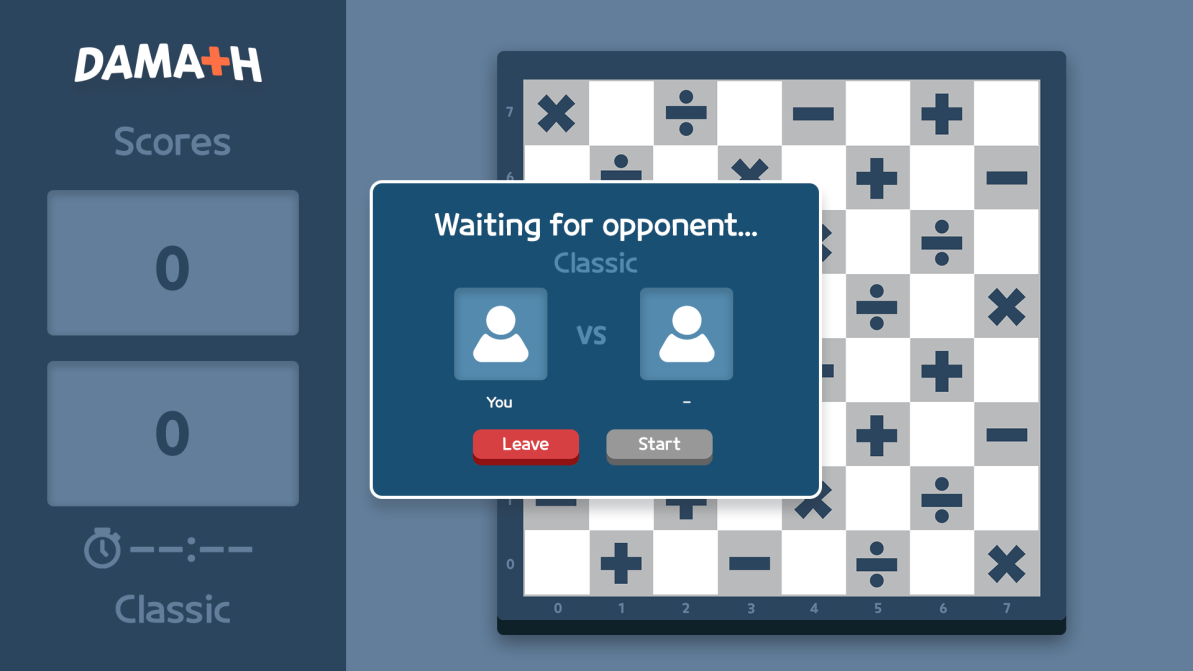 DAMATH
Scores
0
0
--:--
Classic
Waiting for opponent...
Classic
VS
You
-
Leave
Start
7
6
0
0 1 2 3 4 5 6 7